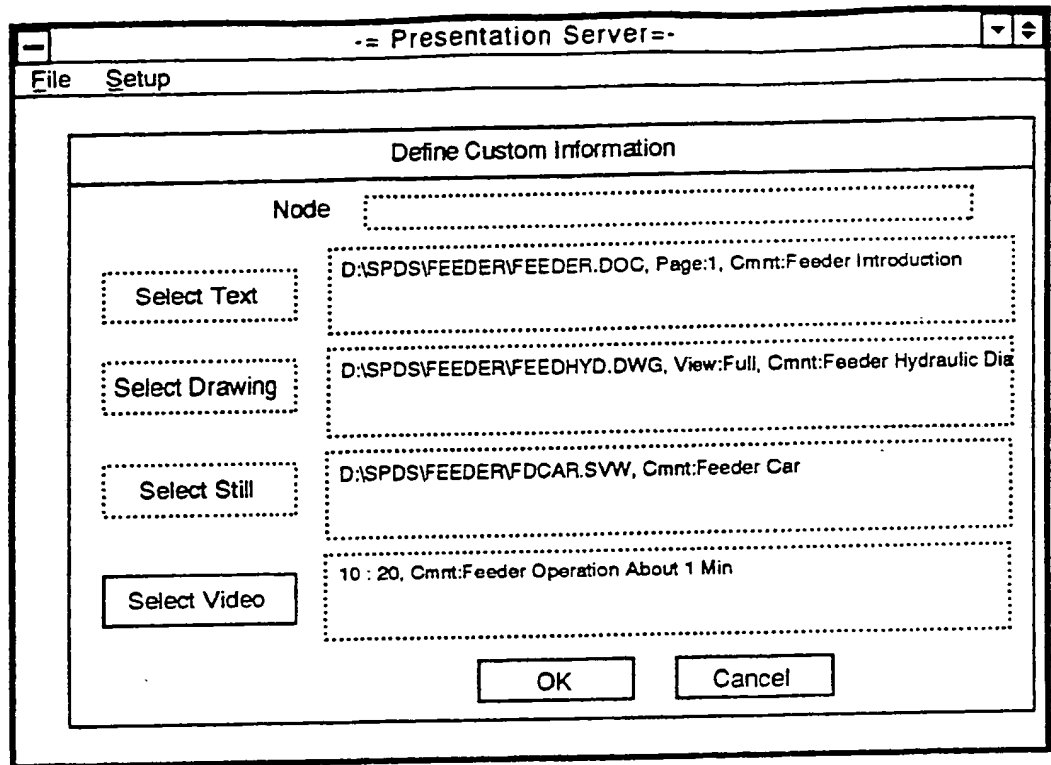 -= Presentation Server=-
File Setup
Define Custom Information
Node
Select Text
D:\SPDS\FEEDER\FEEDER.DOC, Page:1, Cmnt:Feeder Introduction
Select Drawing
D:\SPDS\FEEDER\FEEDHYD.DWG, View:Full, Cmnt:Feeder Hydraulic Dia
Select Still
D:\SPDS\FEEDER\FDCAR.SVW, Cmnt:Feeder Car
Select Video
10 : 20, Cmnt:Feeder Operation About 1 Min
OK Cancel